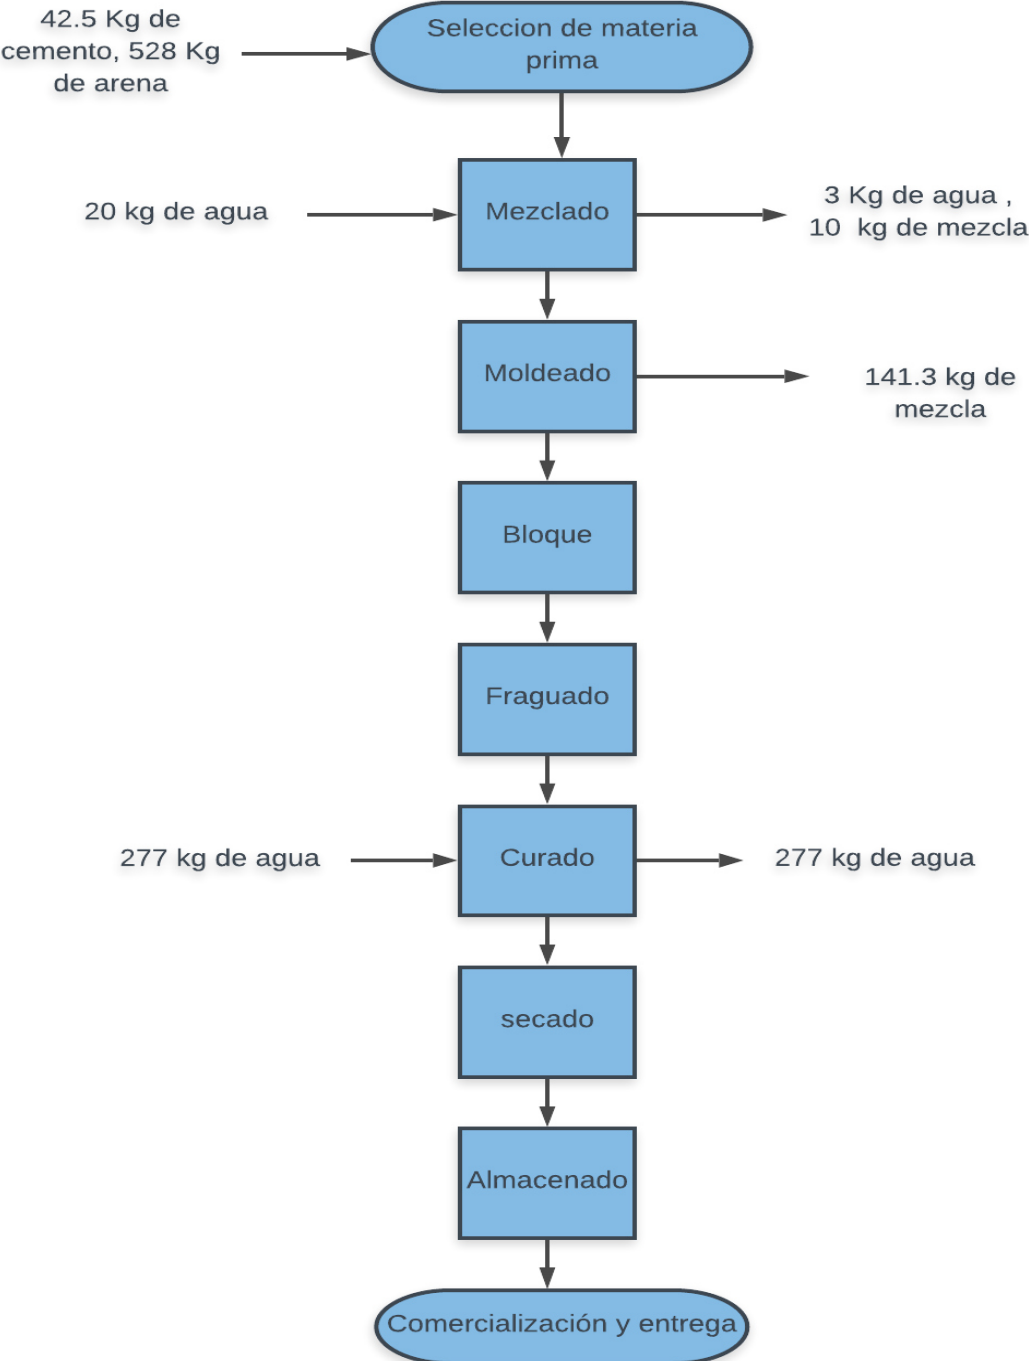 42.5 Kg de
cemento, 528 Kg
de arena
Seleccion de materia
prima
20 kg de agua
Mezclado
3 Kg de agua ,
10  kg de mezcla
Moldeado
141.3 kg de
mezcla
Bloque
Fraguado
277 kg de agua
Curado
277 kg de agua
secado
Almacenado
Comercialización y entrega